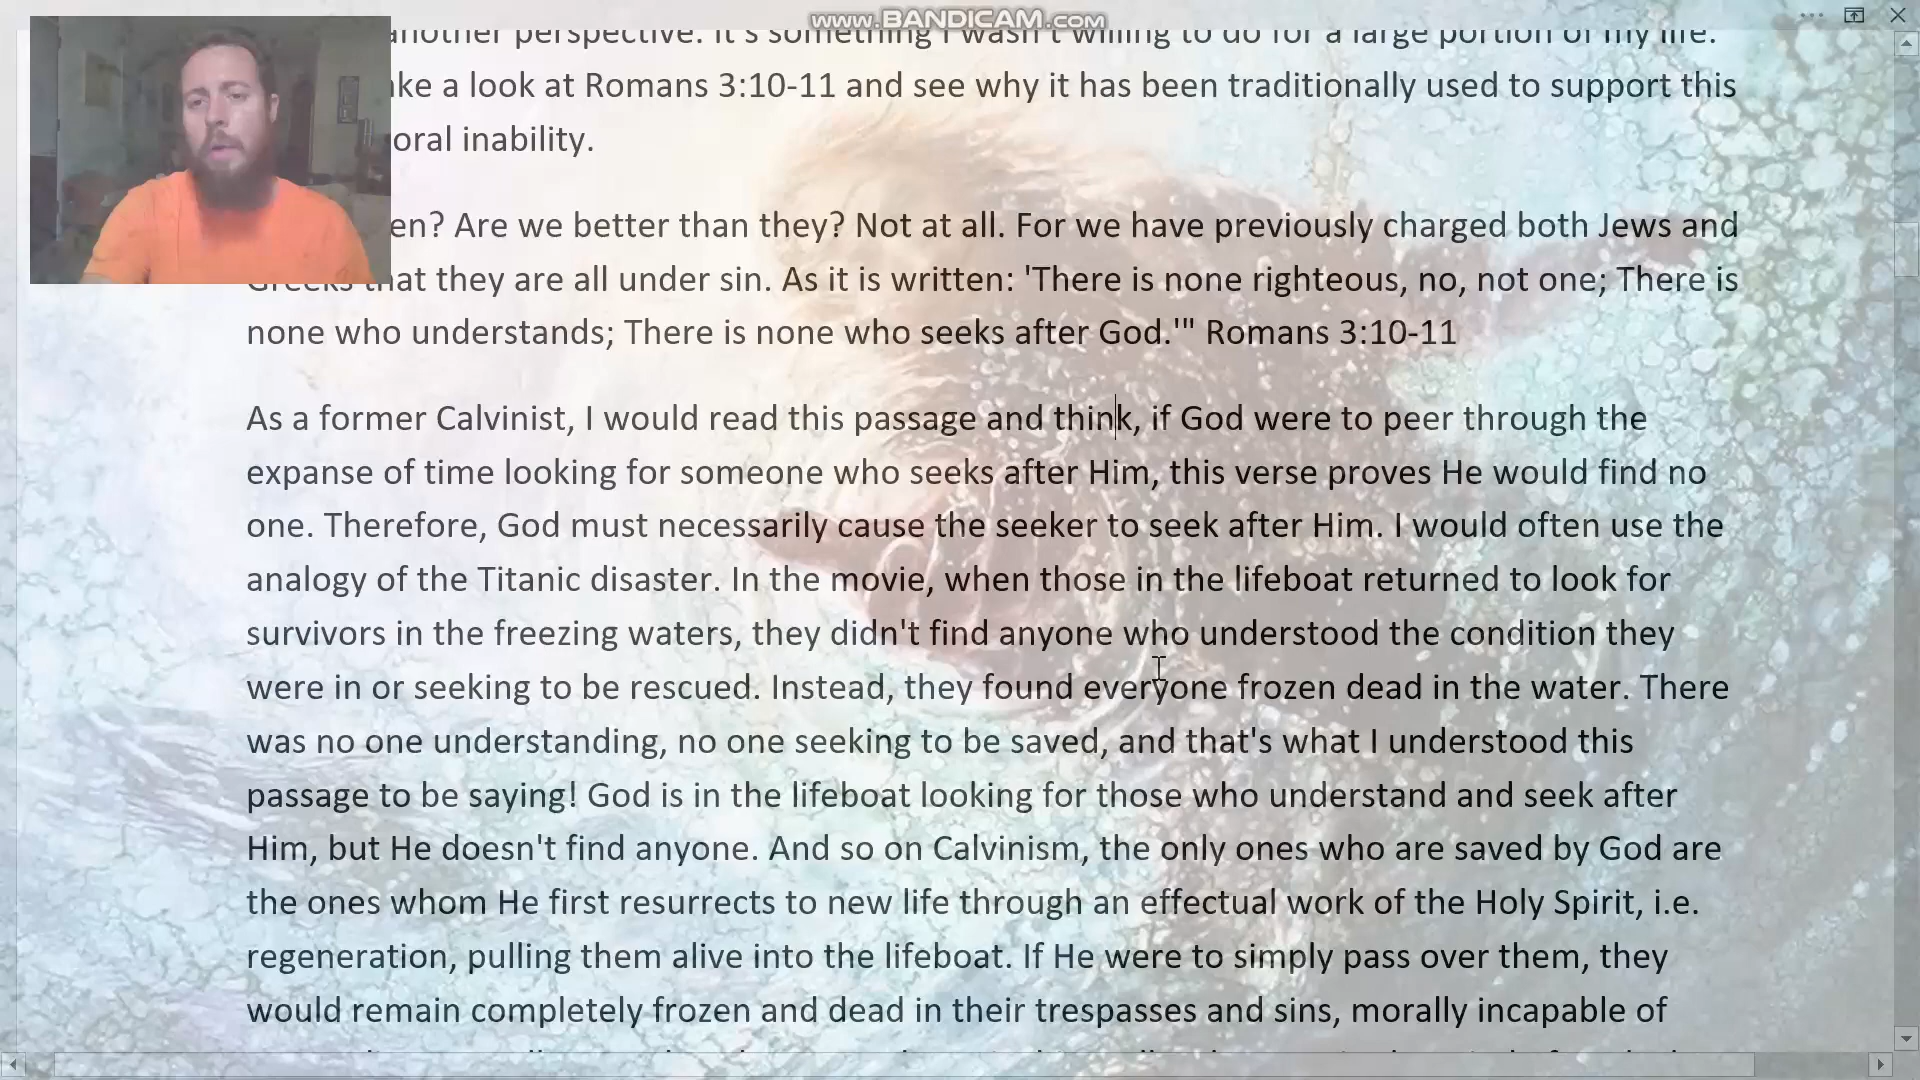 www.BANDICAM.com
another perspective. It's something I wasn't willing to do for a large portion of my life.
ke a look at Romans 3:10-11 and see why it has been traditionally used to support this
oral inability.
en? Are we better than they? Not at all. For we have previously charged both Jews and
Greeks that they are all under sin. As it is written: 'There is none righteous, no, not one; There is
none who understands; There is none who seeks after God.'" Romans 3:10-11
As a former Calvinist, I would read this passage and think, if God were to peer through the
expanse of time looking for someone who seeks after Him, this verse proves He would find no
one. Therefore, God must necessarily cause the seeker to seek after Him. I would often use the
analogy of the Titanic disaster. In the movie, when those in the lifeboat returned to look for
survivors in the freezing waters, they didn't find anyone who understood the condition they
were in or seeking to be rescued. Instead, they found everyone frozen dead in the water. There
was no one understanding, no one seeking to be saved, and that's what I understood this
passage to be saying! God is in the lifeboat looking for those who understand and seek after
Him, but He doesn't find anyone. And so on Calvinism, the only ones who are saved by God are
the ones whom He first resurrects to new life through an effectual work of the Holy Spirit, i.e.
regeneration, pulling them alive into the lifeboat. If He were to simply pass over them, they
would remain completely frozen and dead in their trespasses and sins, morally incapable of